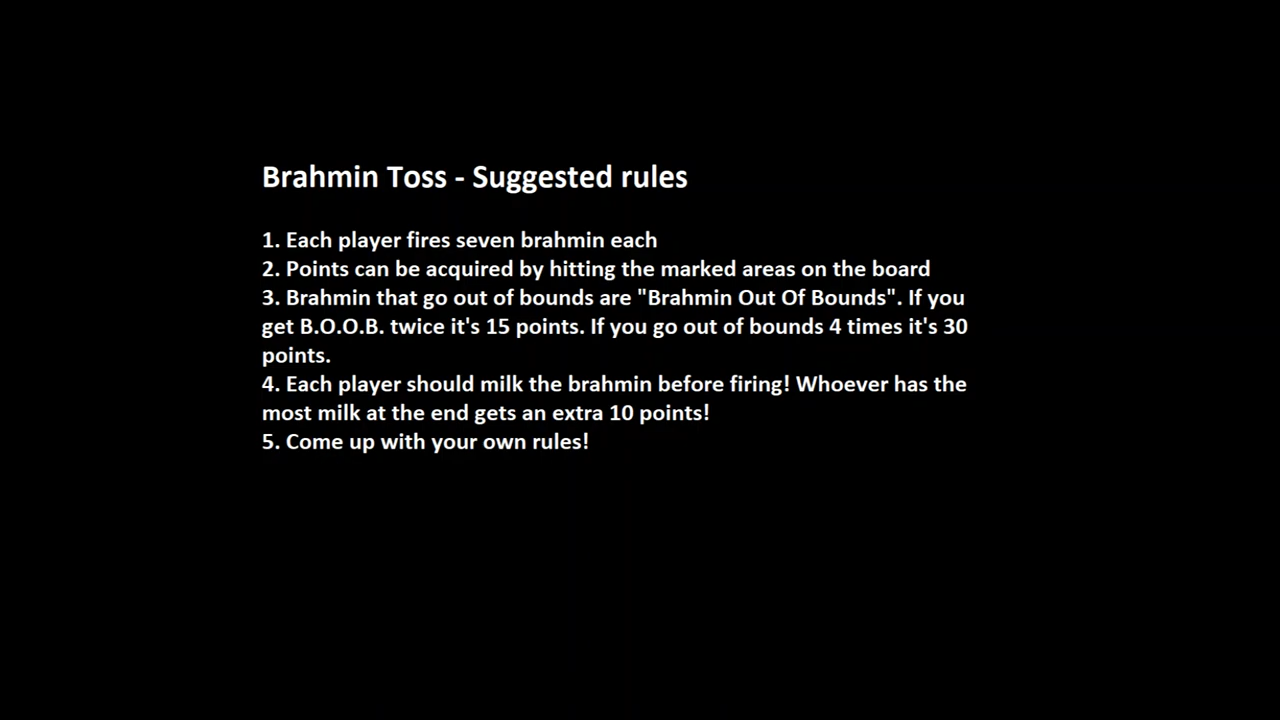 Brahmin Toss - Suggested rules
1. Each player fires seven brahmin each
2. Points can be acquired by hitting the marked areas on the board
3. Brahmin that go out of bounds are "Brahmin Out Of Bounds". If you
get B.O.O.B. twice it's 15 points. If you go out of bounds 4 times it's 30
points.
4. Each player should milk the brahmin before firing! Whoever has the
most milk at the end gets an extra 10 points!
5. Come up with your own rules!